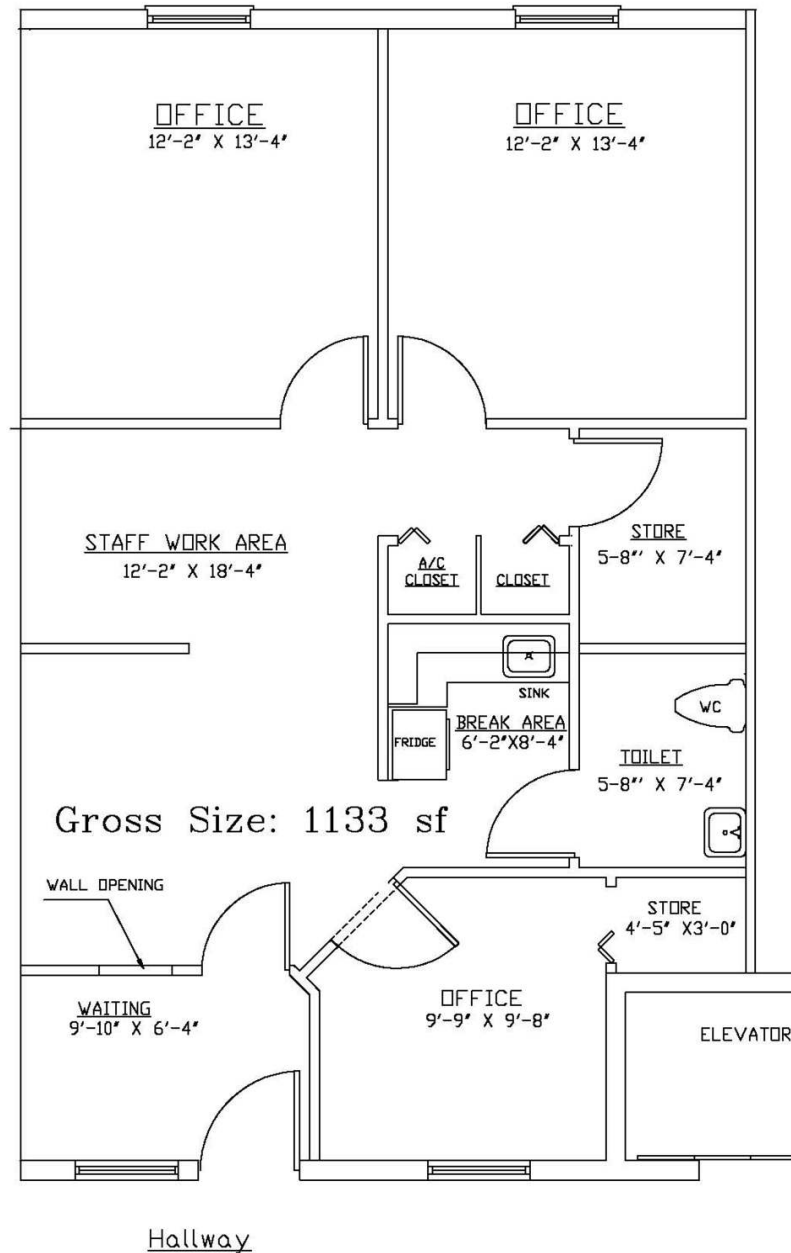 OFFICE
12'-2" X 13'-4"
OFFICE
12'-2" X 13'-4"
STAFF WORK AREA
12'-2" X 18'-4"
A/C
CLOSET
CLOSET
STORE
5-8"' X 7'-4"
SINK
FRIDGE
BREAK AREA
6'-2"X8'-4"
WC
TOILET
5-8"' X 7'-4"
Gross Size: 1133 sf
WALL OPENING
STORE
4'-5" X3'-0"
WAITING
9'-10" X 6'-4"
OFFICE
9'-9" X 9'-8"
ELEVATOR
Hallway